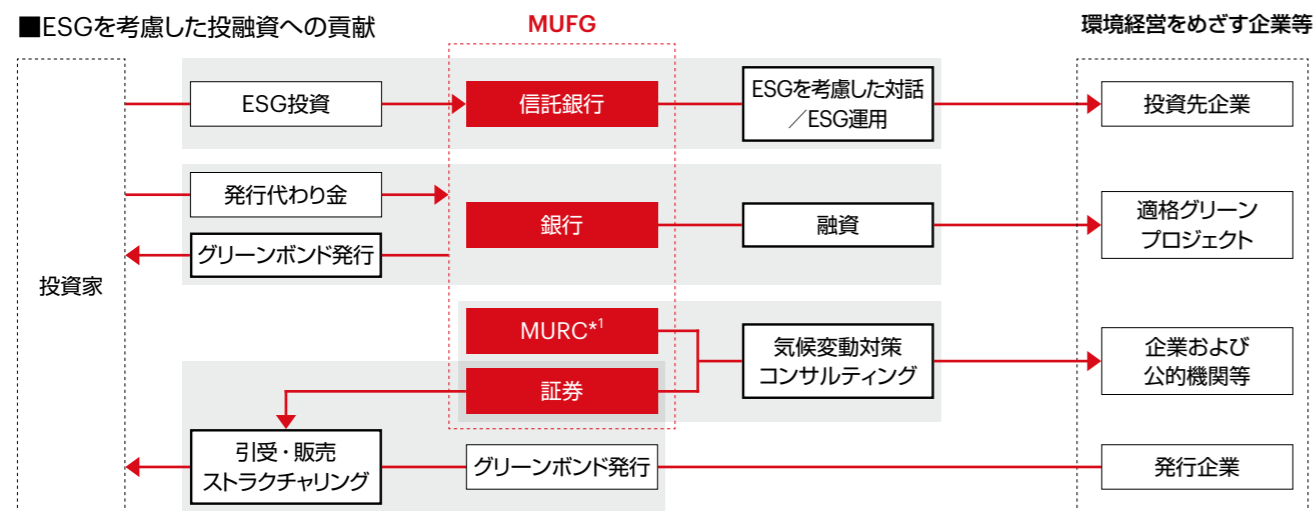 ■ESGを考慮した投融資への貢献
MUFG
環境経営をめざす企業等
投資家
ESG投資
信託銀行
ESGを考慮した対話
／ESG運用
投資先企業
発行代わり金
グリーンボンド発行
銀行
融資
適格グリーン
プロジェクト
MURC*1
証券
気候変動対策
コンサルティング
企業および
公的機関等
引受・販売
ストラクチャリング
グリーンボンド発行
発行企業